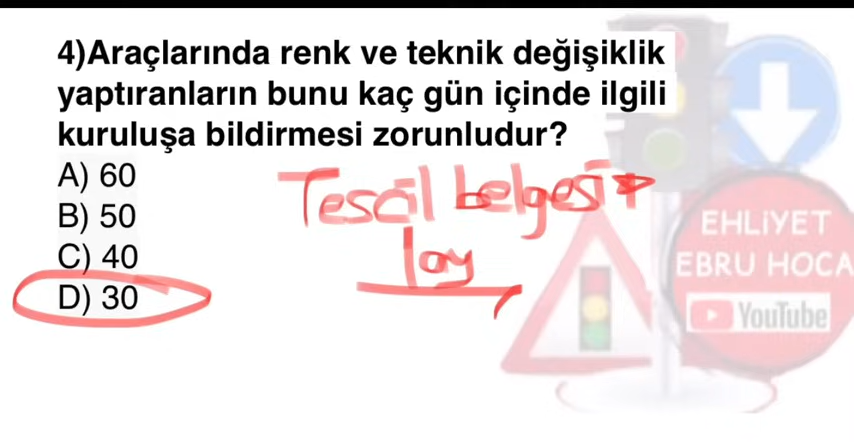 4)Araçlarında renk ve teknik değişiklik
yaptıranların bunu kaç gün içinde ilgili
kuruluşa bildirmesi zorunludur?
A) 60
B) 50
C) 40
D) 30
Tescil belgesi
1ay
EHLİYET
EBRU HOCA
YouTube